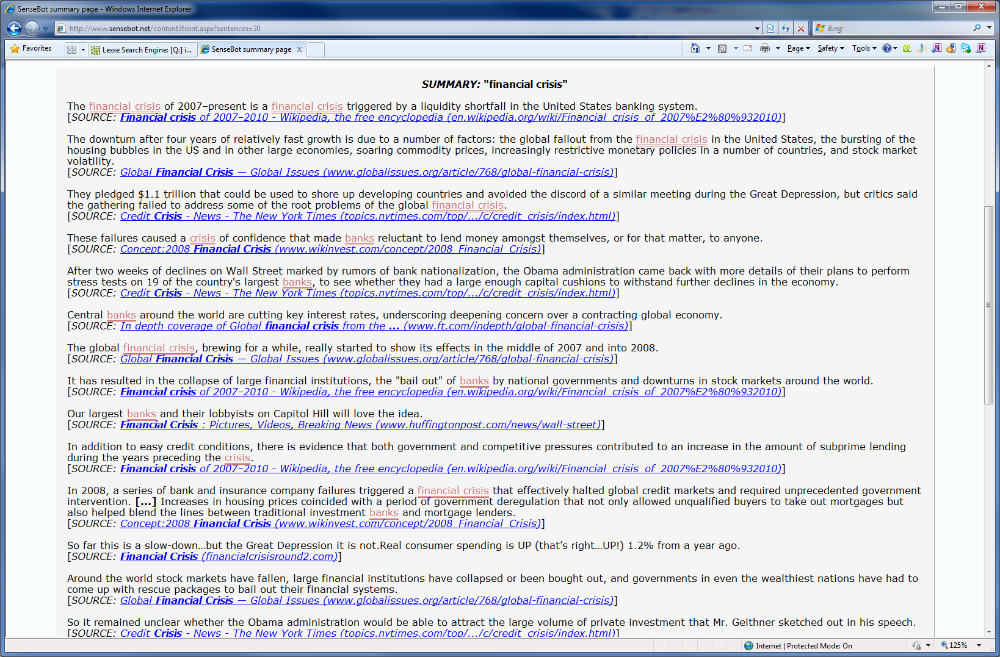 SenseBot summary page - Windows Internet Explorer
http://www.sensebot.net/content3front.aspx?sentences=20
Bing
Favorites
Lexxe Search Engine: [Q:] i...
SenseBot summary page
Page
Safety
Tools
SUMMARY: "financial crisis"
The financial crisis of 2007–present is a financial crisis triggered by a liquidity shortfall in the United States banking system.
[SOURCE: Financial crisis of 2007–2010 - Wikipedia, the free encyclopedia (en.wikipedia.org/wiki/Financial_crisis_of_2007%E2%80%932010)]
The downturn after four years of relatively fast growth is due to a number of factors: the global fallout from the financial crisis in the United States, the bursting of the
housing bubbles in the US and in other large economies, soaring commodity prices, increasingly restrictive monetary policies in a number of countries, and stock market
volatility.
[SOURCE: Global Financial Crisis — Global Issues (www.globalissues.org/article/768/global-financial-crisis)]
They pledged $1.1 trillion that could be used to shore up developing countries and avoided the discord of a similar meeting during the Great Depression, but critics said
the gathering failed to address some of the root problems of the global financial crisis.
[SOURCE: Credit Crisis - News - The New York Times (topics.nytimes.com/top/.../c/credit_crisis/index.html)]
These failures caused a crisis of confidence that made banks reluctant to lend money amongst themselves, or for that matter, to anyone.
[SOURCE: Concept:2008 Financial Crisis (www.wikinvest.com/concept/2008_Financial_Crisis)]
After two weeks of declines on Wall Street marked by rumors of bank nationalization, the Obama administration came back with more details of their plans to perform
stress tests on 19 of the country's largest banks, to see whether they had a large enough capital cushions to withstand further declines in the economy.
[SOURCE: Credit Crisis - News - The New York Times (topics.nytimes.com/top/.../c/credit_crisis/index.html)]
Central banks around the world are cutting key interest rates, underscoring deepening concern over a contracting global economy.
[SOURCE: In depth coverage of Global financial crisis from the ... (www.ft.com/indepth/global-financial-crisis)]
The global financial crisis, brewing for a while, really started to show its effects in the middle of 2007 and into 2008.
[SOURCE: Global Financial Crisis — Global Issues (www.globalissues.org/article/768/global-financial-crisis)]
It has resulted in the collapse of large financial institutions, the "bail out" of banks by national governments and downturns in stock markets around the world.
[SOURCE: Financial crisis of 2007–2010 - Wikipedia, the free encyclopedia (en.wikipedia.org/wiki/Financial_crisis_of_2007%E2%80%932010)]
Our largest banks and their lobbyists on Capitol Hill will love the idea.
[SOURCE: Financial Crisis : Pictures, Videos, Breaking News (www.huffingtonpost.com/news/wall-street)]
In addition to easy credit conditions, there is evidence that both government and competitive pressures contributed to an increase in the amount of subprime lending
during the years preceding the crisis.
[SOURCE: Financial crisis of 2007–2010 - Wikipedia, the free encyclopedia (en.wikipedia.org/wiki/Financial_crisis_of_2007%E2%80%932010)]
In 2008, a series of bank and insurance company failures triggered a financial crisis that effectively halted global credit markets and required unprecedented government
intervention. [...] Increases in housing prices coincided with a period of government deregulation that not only allowed unqualified buyers to take out mortgages but
also helped blend the lines between traditional investment banks and mortgage lenders.
[SOURCE: Concept:2008 Financial Crisis (www.wikinvest.com/concept/2008_Financial_Crisis)]
So far this is a slow-down…but the Great Depression it is not.Real consumer spending is UP (that’s right…UP!) 1.2% from a year ago.
[SOURCE: Financial Crisis (financialcrisisround2.com)]
Around the world stock markets have fallen, large financial institutions have collapsed or been bought out, and governments in even the wealthiest nations have had to
come up with rescue packages to bail out their financial systems.
[SOURCE: Global Financial Crisis — Global Issues (www.globalissues.org/article/768/global-financial-crisis)]
So it remained unclear whether the Obama administration would be able to attract the large volume of private investment that Mr. Geithner sketched out in his speech.
[SOURCE: Credit Crisis - News - The New York Times (topics.nytimes.com/top/.../c/credit_crisis/index.html)]
Internet | Protected Mode: On
125%